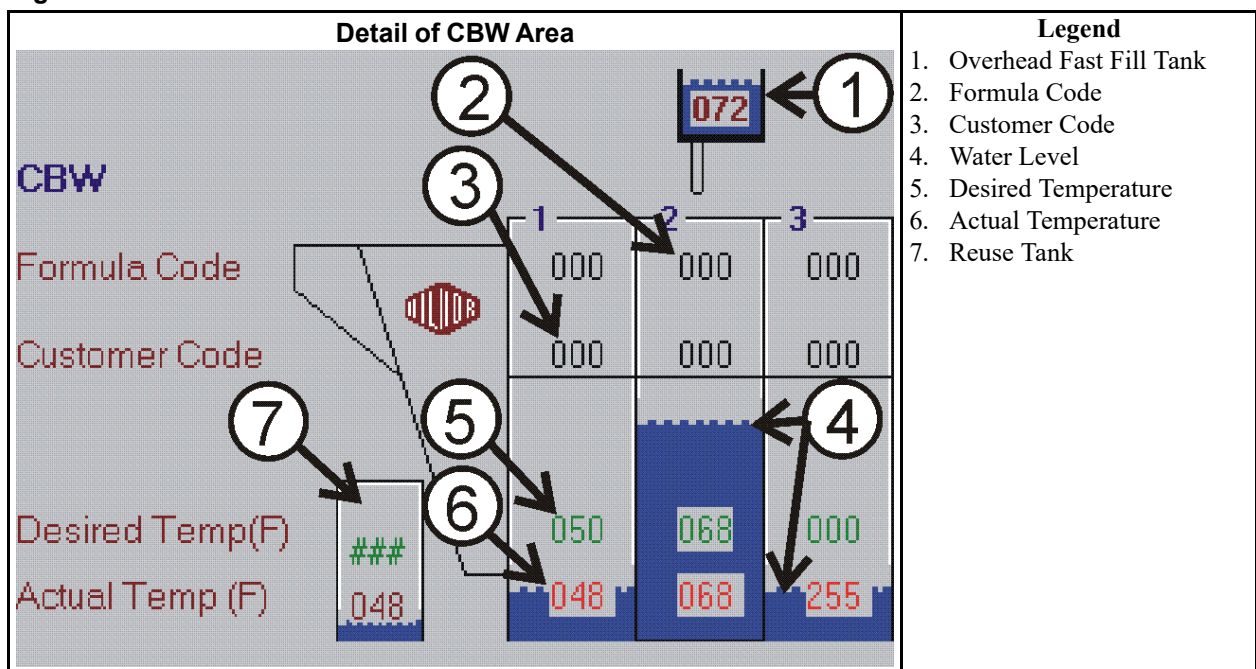 Detail of CBW Area
Legend
1. Overhead Fast Fill Tank
2. Formula Code
3. Customer Code
4. Water Level
5. Desired Temperature
6. Actual Temperature
7. Reuse Tank
1
2
072
3
CBW
1 2 3
Formula Code 000 000 000
MILNOR
Customer Code 000 000 000
7 5 4
6
Desired Temp(F) ### 050 068 000
Actual Temp (F) 048 048 068 255